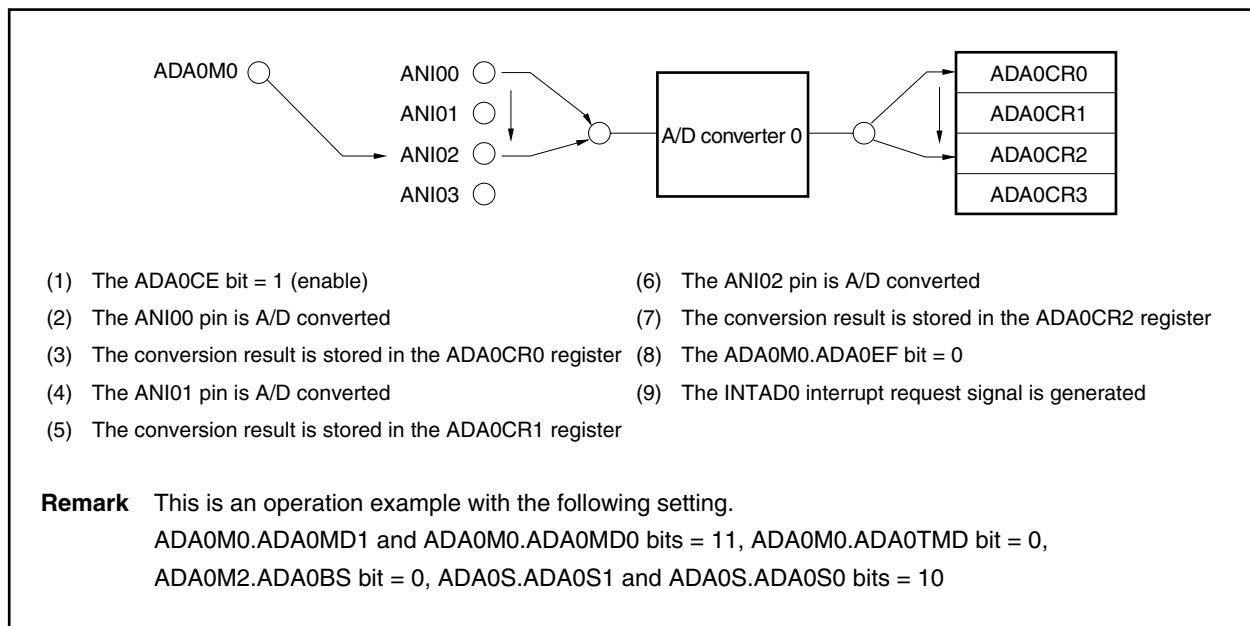 ADA0M0
ANI00
ANI01
ANI02
ANI03
A/D converter 0
ADA0CR0
ADA0CR1
ADA0CR2
ADA0CR3
(1) The ADA0CE bit = 1 (enable)
(2) The ANI00 pin is A/D converted
(3) The conversion result is stored in the ADA0CR0 register
(4) The ANI01 pin is A/D converted
(5) The conversion result is stored in the ADA0CR1 register
(6) The ANI02 pin is A/D converted
(7) The conversion result is stored in the ADA0CR2 register
(8) The ADA0M0.ADA0EF bit = 0
(9) The INTAD0 interrupt request signal is generated
Remark This is an operation example with the following setting.
ADA0M0.ADA0MD1 and ADA0M0.ADA0MD0 bits = 11, ADA0M0.ADA0TMD bit = 0,
ADA0M2.ADA0BS bit = 0, ADA0S.ADA0S1 and ADA0S.ADA0S0 bits = 10